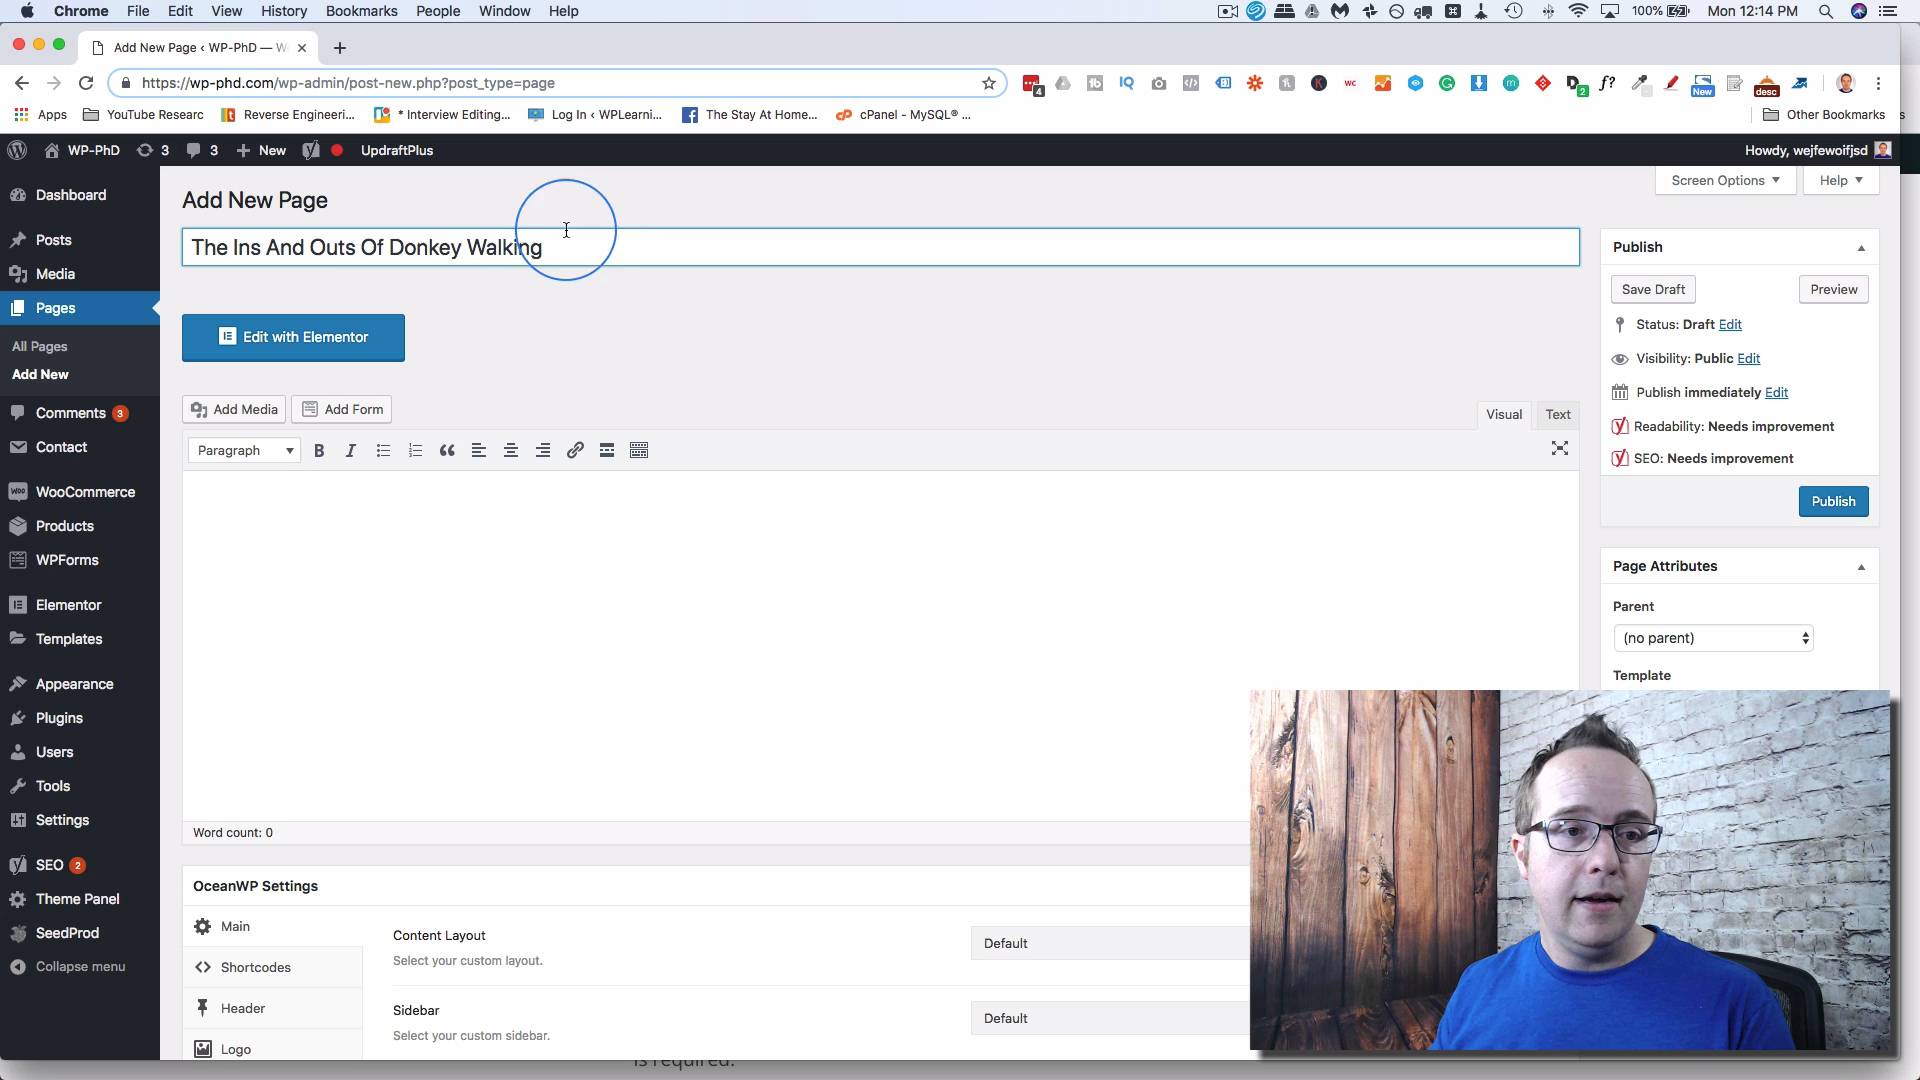 Chrome File Edit View History Bookmarks People Window Help
100% Mon 12:14 PM
Add New Page ‹ WP-PhD — W
https://wp-phd.com/wp-admin/post-new.php?post_type=page
Apps YouTube Researc Reverse Engineeri... * Interview Editing... Log In ‹ WPLearni... The Stay At Home... cPanel - MySQL® ... Other Bookmarks
WP-PhD 3 3 New UpdraftPlus Howdy, wejfewoifjsd
Screen Options Help
Add New Page
The Ins And Outs Of Donkey Walking
Edit with Elementor
Add Media Add Form
Visual Text
Paragraph
Word count: 0
Dashboard
Posts
Media
Pages
All Pages
Add New
Comments 3
Contact
WooCommerce
Products
WPForms
Elementor
Templates
Appearance
Plugins
Users
Tools
Settings
SEO 2
Theme Panel
SeedProd
Collapse menu
Publish
Save Draft Preview
Status: Draft Edit
Visibility: Public Edit
Publish immediately Edit
Readability: Needs improvement
SEO: Needs improvement
Publish
Page Attributes
Parent
(no parent)
Template
OceanWP Settings
Main
Shortcodes
Header
Logo
Content Layout
Select your custom layout.
Default
Sidebar
Select your custom sidebar.
Default
is required.